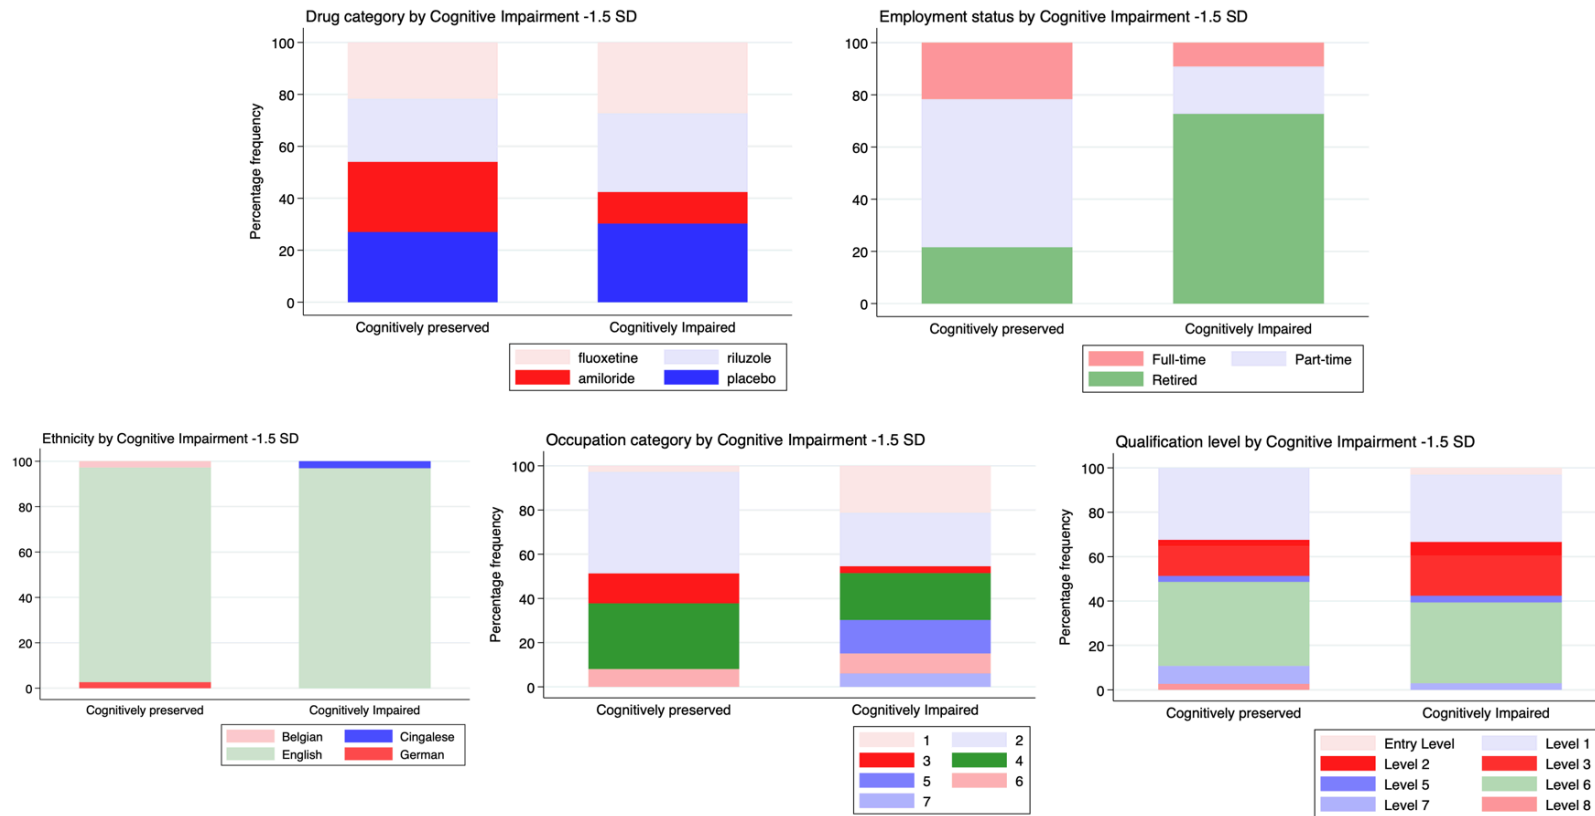 Drug category by Cognitive Impairment -1.5 SD
Percentage frequency
100
80
60
40
20
0
Cognitively preserved
Cognitively Impaired
fluoxetine
riluzole
amiloride
placebo
Employment status by Cognitive Impairment -1.5 SD
100
80
60
40
20
0
Cognitively preserved
Cognitively Impaired
Full-time
Part-time
Retired
Ethnicity by Cognitive Impairment -1.5 SD
100
80
60
40
20
0
Cognitively preserved
Cognitively Impaired
Belgian
Cingalese
English
German
Occupation category by Cognitive Impairment -1.5 SD
Percentage frequency
100
80
60
40
20
0
Cognitively preserved
Cognitively Impaired
1
2
3
4
5
6
7
Qualification level by Cognitive Impairment -1.5 SD
Percentage frequency
100
80
60
40
20
0
Cognitively preserved
Cognitively Impaired
Entry Level
Level 1
Level 2
Level 3
Level 5
Level 6
Level 7
Level 8